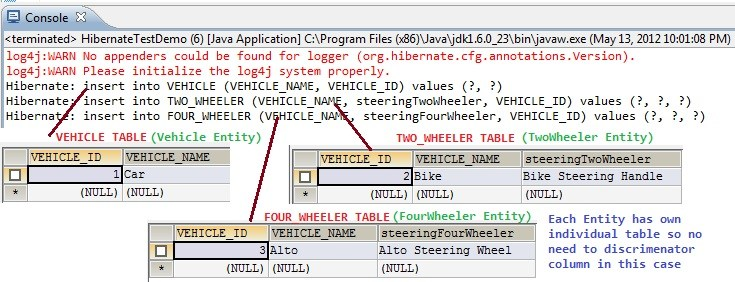 Console
<terminated> HibernateTestDemo (6) [Java Application] C:\Program Files (x86)\Java\jdk1.6.0_23\bin\javaw.exe (May 13, 2012 10:01:08 PM)
log4j:WARN No appenders could be found for logger (org.hibernate.cfg.annotations.Version).
log4j:WARN Please initialize the log4j system properly.
Hibernate: insert into VEHICLE (VEHICLE_NAME, VEHICLE_ID) values (?, ?)
Hibernate: insert into TWO_WHEELER (VEHICLE_NAME, steeringTwoWheeler, VEHICLE_ID) values (?, ?, ?)
Hibernate: insert into FOUR_WHEELER (VEHICLE_NAME, steeringFourWheeler, VEHICLE_ID) values (?, ?, ?)
VEHICLE TABLE (Vehicle Entity)
VEHICLE_ID VEHICLE_NAME
1 Car
* (NULL) (NULL)
TWO_WHEELER TABLE (TwoWheeler Entity)
VEHICLE_ID VEHICLE_NAME steeringTwoWheeler
2 Bike Bike Steering Handle
* (NULL) (NULL) (NULL)
FOUR WHEELER TABLE (FourWheeler Entity)
VEHICLE_ID VEHICLE_NAME steeringFourWheeler
3 Alto Alto Steering Wheel
* (NULL) (NULL) (NULL)
Each Entity has own
individual table so no
need to discrimenator
column in this case